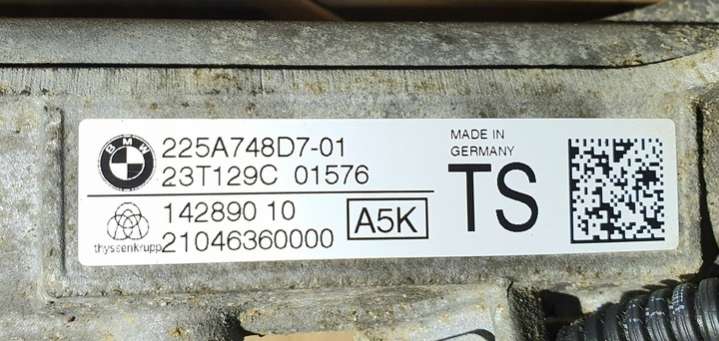 BMW
225A748D7-01
23T129C 01576
MADE IN
GERMANY
TS
thyssenkrupp
142890 10
21046360000
A5K